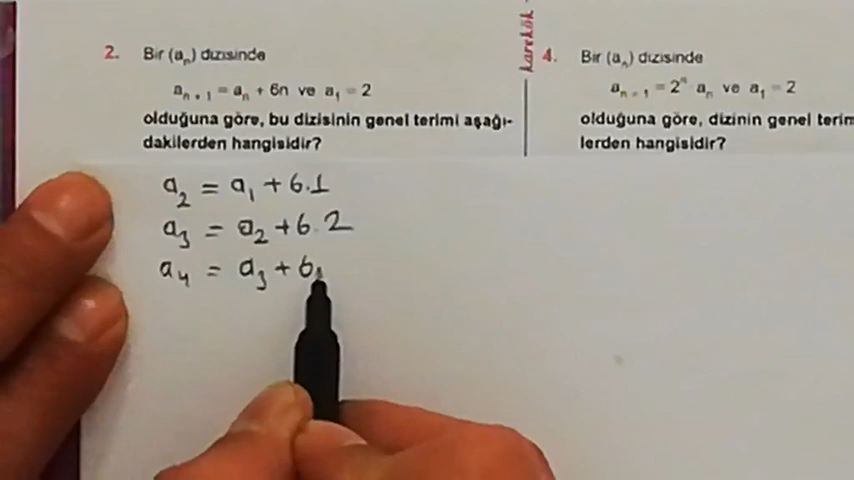 2. Bir (aₙ) dizisinde
aₙ₊₁ = aₙ + 6n ve a₁ = 2
olduğuna göre, bu dizisinin genel terimi aşağı-
dakilerden hangisidir?
a₂ = a₁ + 6.1
a₃ = a₂ + 6.2
a₄ = a₃ + 6.
karekök
4. Bir (aₙ) dizisinde
aₙ₊₁ = 2ⁿ aₙ ve a₁ = 2
olduğuna göre, dizinin genel terim
lerden hangisidir?